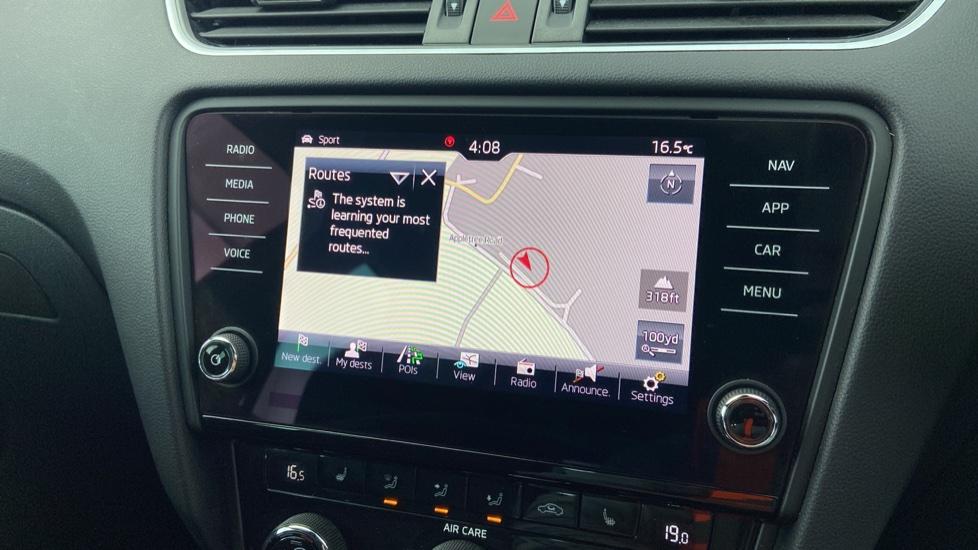 Sport
4:08
16.5°C
RADIO
MEDIA
PHONE
VOICE
Routes
The system is
learning your most
frequented
routes...
Appletree Road
N
318ft
100yd
New dest.
My dests
POIs
View
Radio
Announce.
Settings
NAV
APP
CAR
MENU
16.5
AIR CARE
19.0